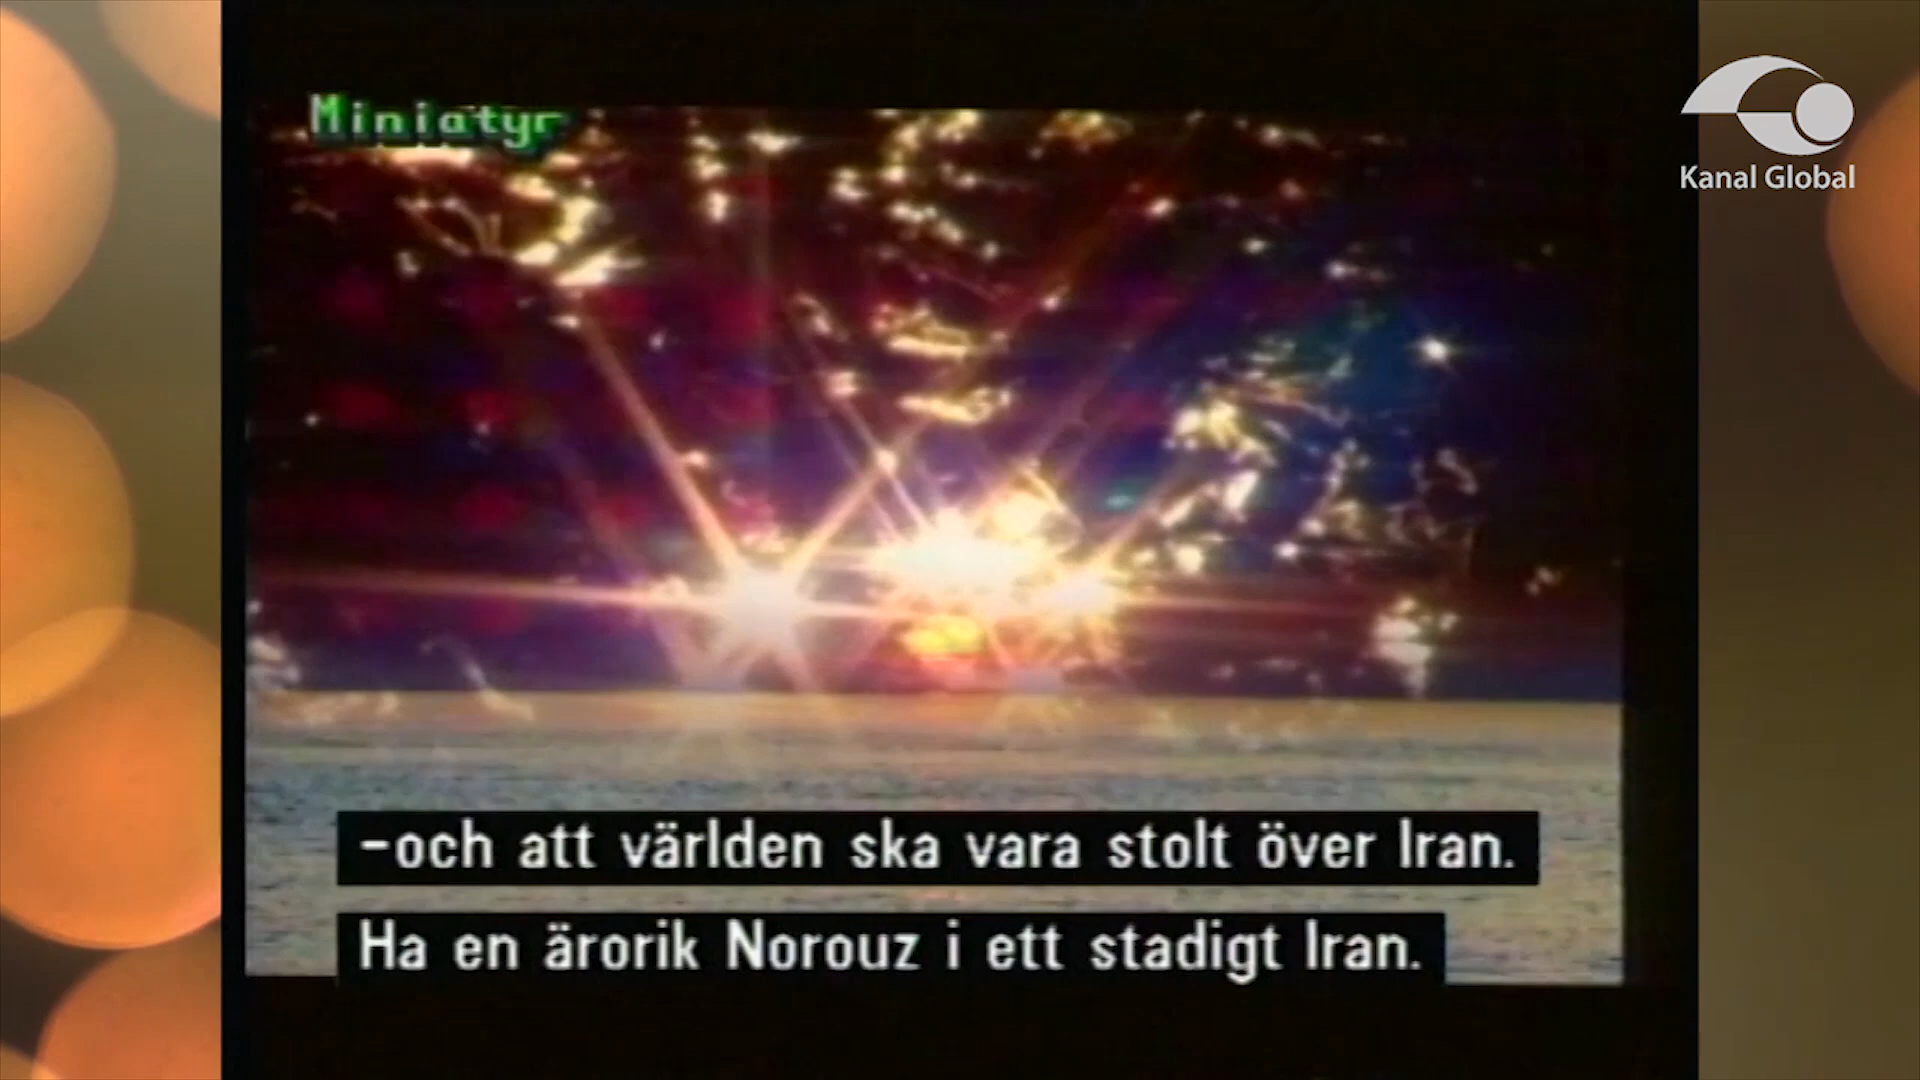 Miniatyr
Kanal Global
-och att världen ska vara stolt över Iran.
Ha en ärorik Norouz i ett stadigt Iran.